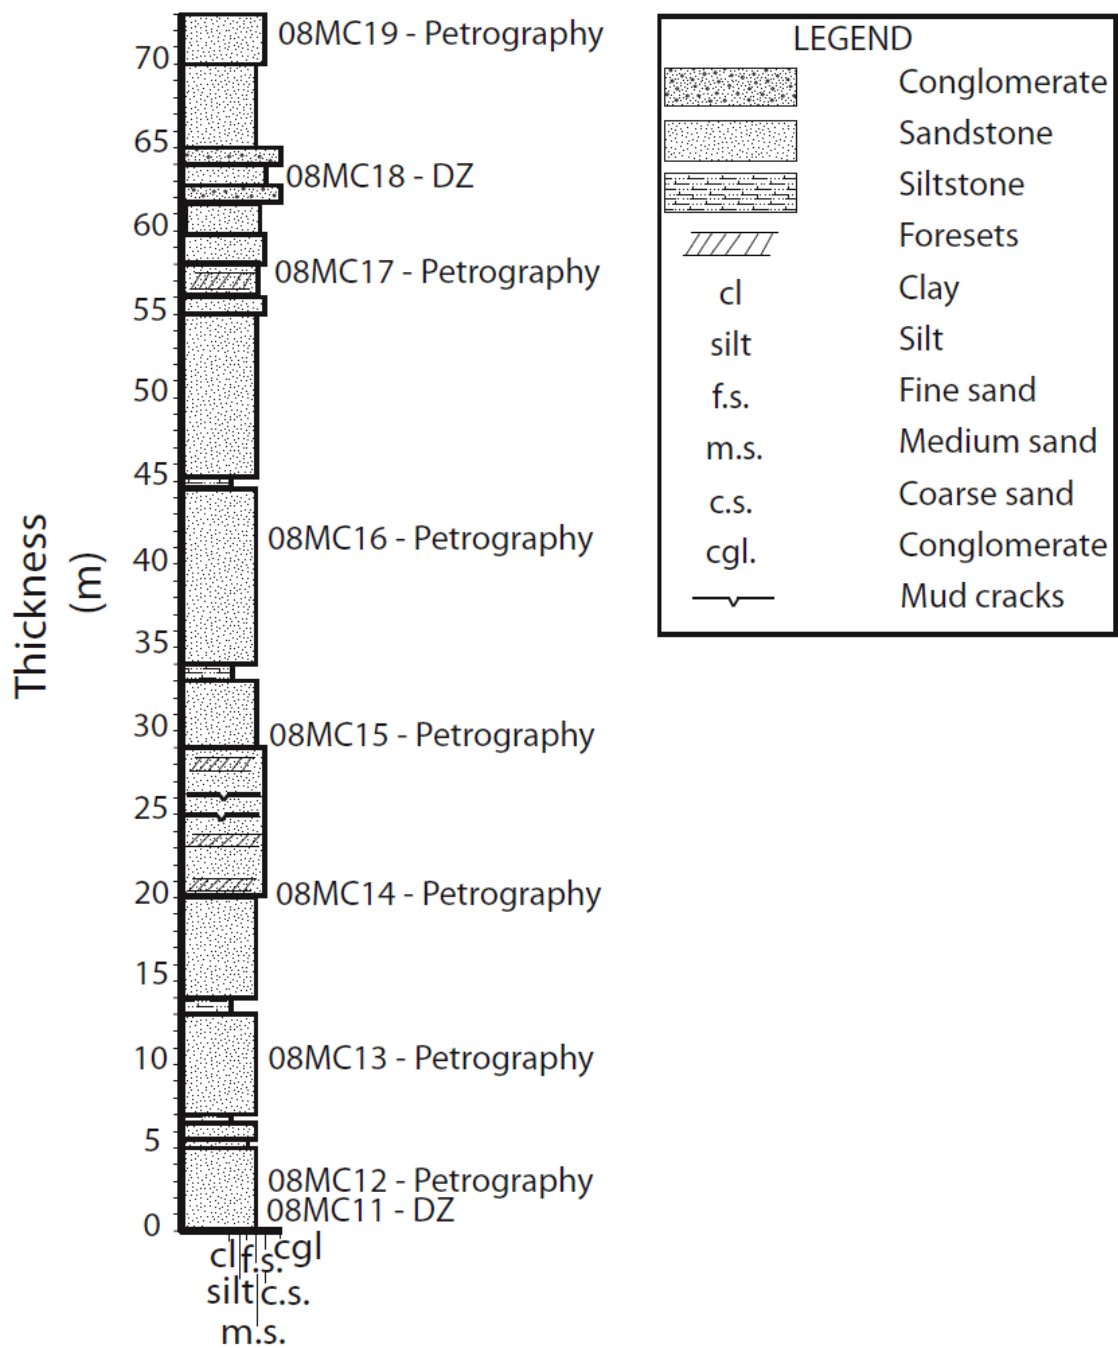 08MC19 - Petrography
70
65
08MC18 - DZ
60
08MC17 - Petrography
55
50
45
08MC16 - Petrography
40
35
30
08MC15 - Petrography
25
20
08MC14 - Petrography
15
10
08MC13 - Petrography
5
08MC12 - Petrography
08MC11 - DZ
0
Thickness
(m)
cl f.s. cgl
silt c.s.
m.s.
LEGEND
Conglomerate
Sandstone
Siltstone
Foresets
cl Clay
silt Silt
f.s. Fine sand
m.s. Medium sand
c.s. Coarse sand
cgl. Conglomerate
Mud cracks